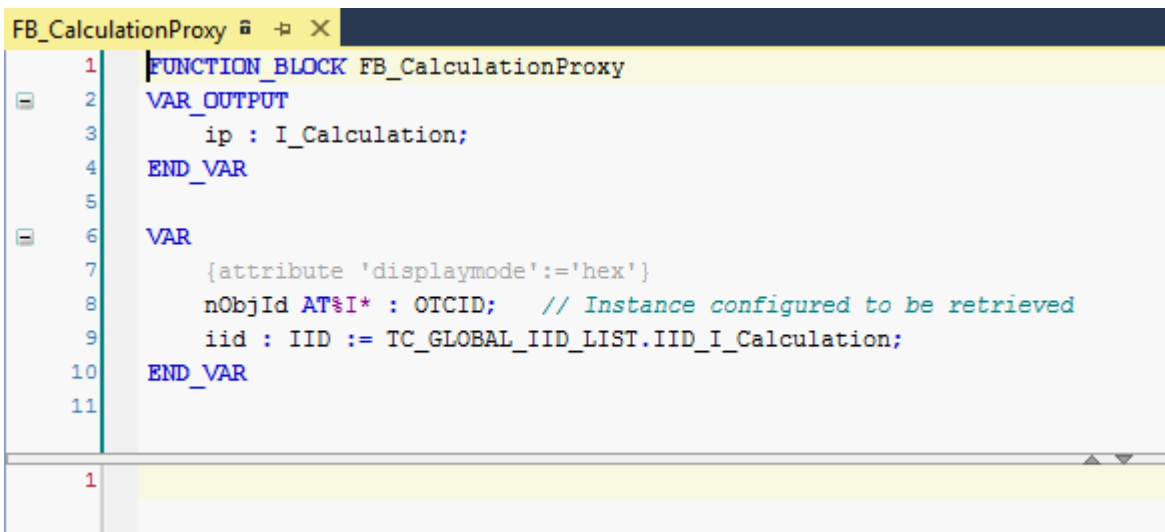 FB_CalculationProxy
1 FUNCTION_BLOCK FB_CalculationProxy
2 VAR_OUTPUT
3 ip : I_Calculation;
4 END_VAR
5
6 VAR
7 {attribute 'displaymode':='hex'}
8 nObjId AT%I* : OTCID; // Instance configured to be retrieved
9 iid : IID := TC_GLOBAL_IID_LIST.IID_I_Calculation;
10 END_VAR
11
1